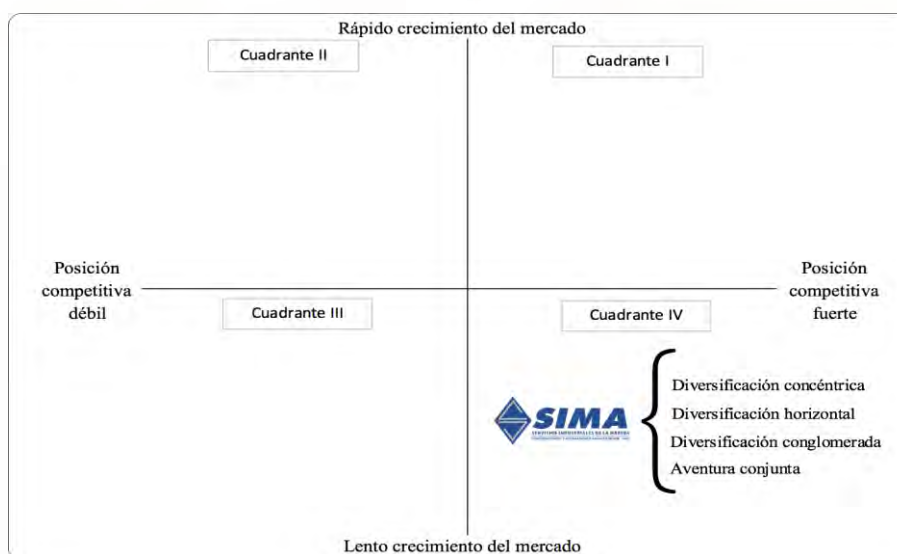 Rápido crecimiento del mercado
Cuadrante II
Cuadrante I
Posición
competitiva
débil
Posición
competitiva
fuerte
Cuadrante III
Cuadrante IV
SIMA
Diversificación concéntrica
Diversificación horizontal
Diversificación conglomerada
Aventura conjunta
Lento crecimiento del mercado